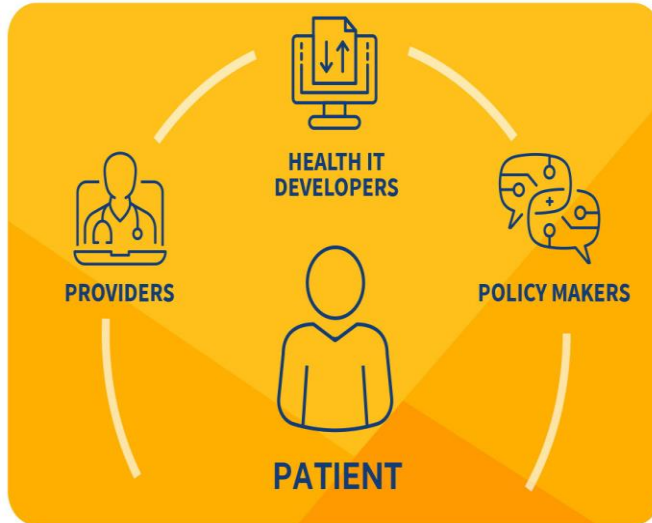 HEALTH IT
DEVELOPERS
PROVIDERS
POLICY MAKERS
PATIENT